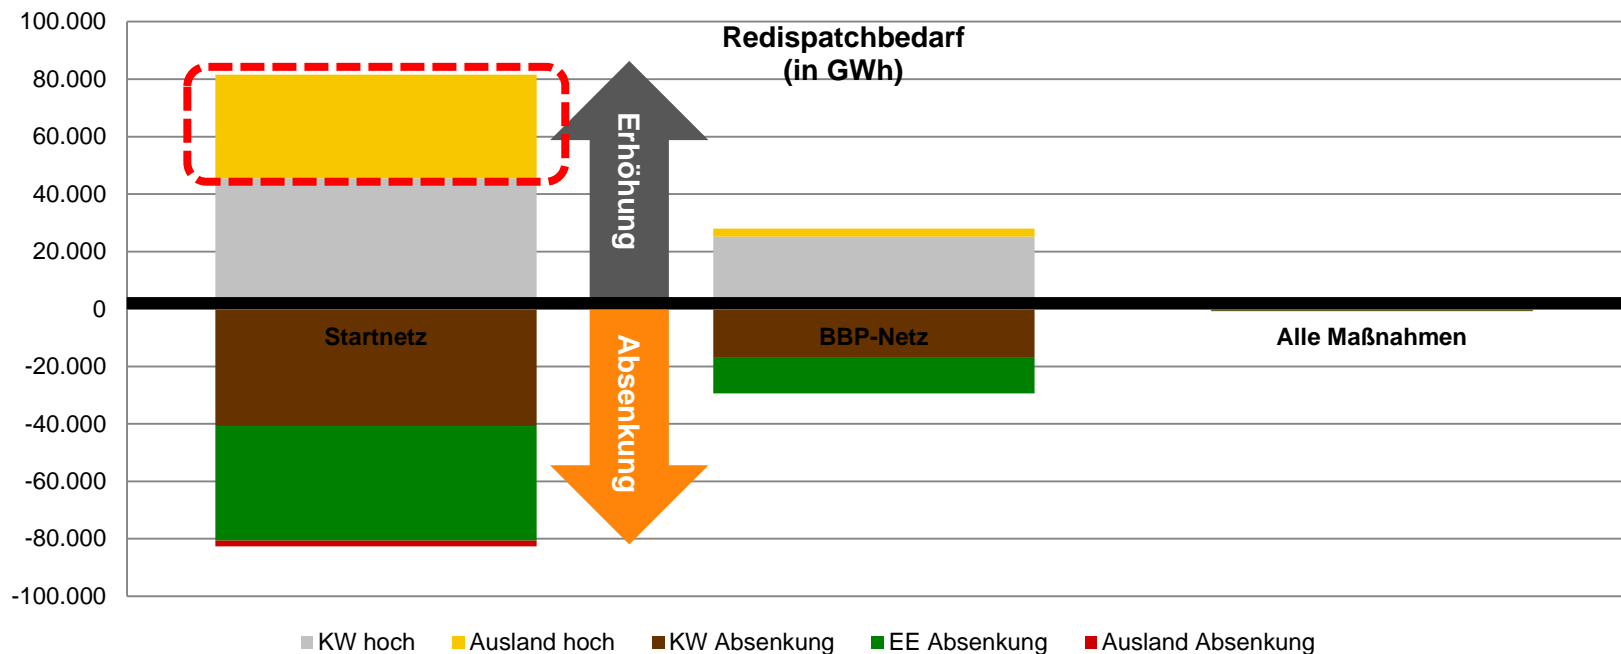 Redispatchbedarf
(in GWh)
100.000
80.000
60.000
40.000
20.000
0
-20.000
-40.000
-60.000
-80.000
-100.000
Erhöhung
Absenkung
Startnetz
BBP-Netz
Alle Maßnahmen
KW hoch
Ausland hoch
KW Absenkung
EE Absenkung
Ausland Absenkung